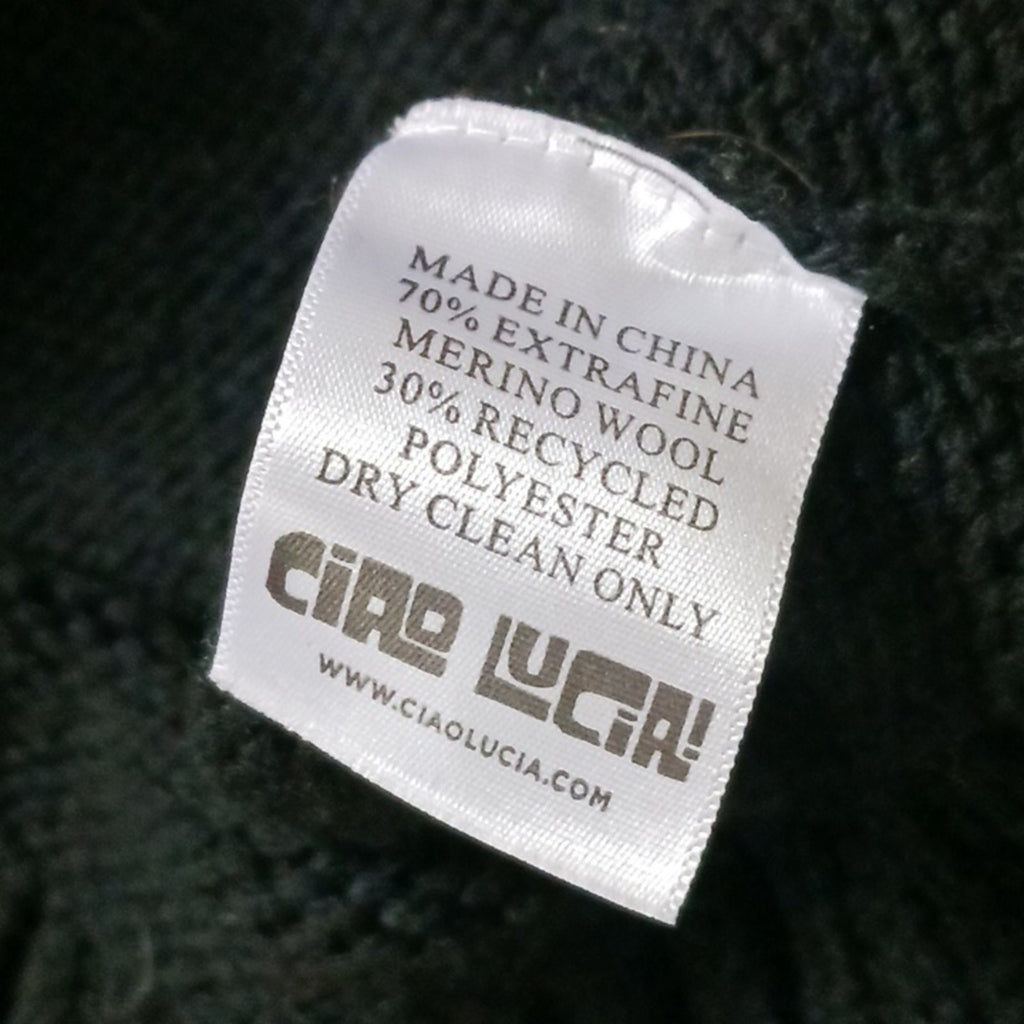 MADE IN CHINA
70% EXTRAFINE
MERINO WOOL
30% RECYCLED
POLYESTER
DRY CLEAN ONLY
CIAO LUCIA!
WWW.CIAOLUCIA.COM